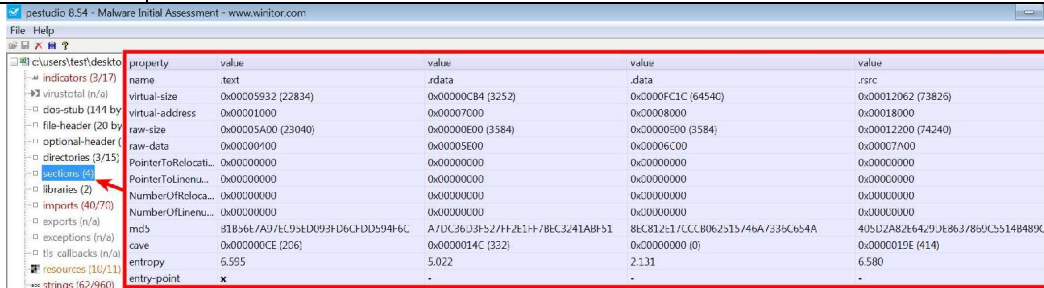 pestudio 8.54 - Malware Initial Assessment - www.winitor.com
File Help
c:\users\test\deskto
indicators (3/17)
virustotal (n/a)
dos-stub (144 by
file-header (20 by
optional-header (
directories (3/15)
sections (4)
libraries (2)
imports (40/70)
exports (n/a)
exceptions (n/a)
tls-callbacks (n/a)
resources (10/11)
strings (62/960)
property value value value value
name .text .rdata .data .rsrc
virtual-size 0x00005932 (22834) 0x00000CB4 (3252) 0x0000FC1C (64540) 0x00012062 (73826)
virtual-address 0x00001000 0x00007000 0x00008000 0x00018000
raw-size 0x00005A00 (23040) 0x00000E00 (3584) 0x00000E00 (3584) 0x00012200 (74240)
raw-data 0x00000400 0x00005E00 0x00006C00 0x00007A00
PointerToRelocati... 0x00000000 0x00000000 0x00000000 0x00000000
PointerToLinenu... 0x00000000 0x00000000 0x00000000 0x00000000
NumberOfReloca... 0x00000000 0x00000000 0x00000000 0x00000000
NumberOfLinenu... 0x00000000 0x00000000 0x00000000 0x00000000
md5
cave 0x000000CE (206) 0x0000014C (332) 0x00000000 (0) 0x0000019E (414)
entropy 6.595 5.022 2.131 6.580
entry-point x - - -